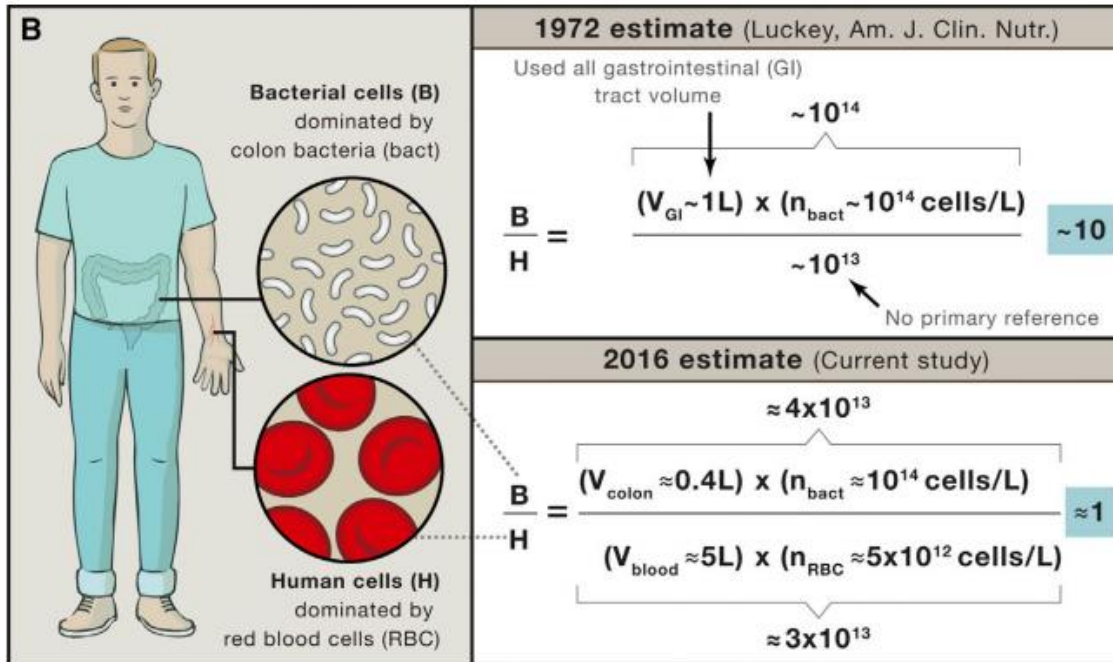 B
Bacterial cells (B)
dominated by
colon bacteria (bact)
Human cells (H)
dominated by
red blood cells (RBC)
1972 estimate (Luckey, Am. J. Clin. Nutr.)
Used all gastrointestinal (GI)
tract volume
~10¹⁴
B
H
=
(V_GI ~1L) x (n_bact ~10¹⁴ cells/L)
~10¹³
~10
No primary reference
2016 estimate (Current study)
≈4x10¹³
B
H
=
(V_colon ≈0.4L) x (n_bact ≈10¹⁴ cells/L)
(V_blood ≈5L) x (n_RBC ≈5x10¹² cells/L)
≈1
≈3x10¹³